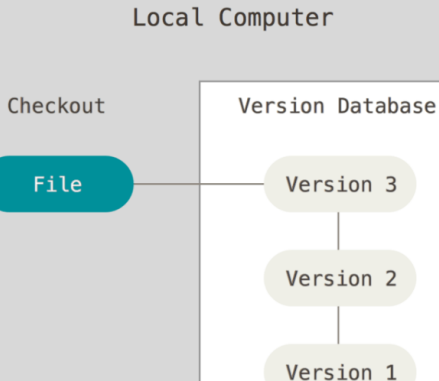 Local Computer
Checkout
Version Database
File
Version 3
Version 2
Version 1